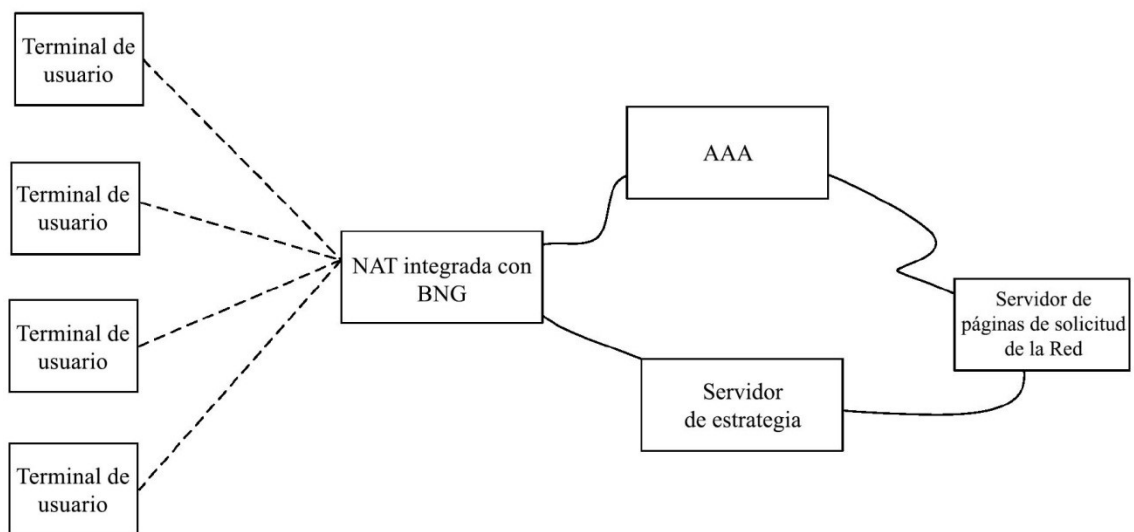 Terminal de
usuario
Terminal de
usuario
Terminal de
usuario
Terminal de
usuario
NAT integrada con
BNG
AAA
Servidor
de estrategia
Servidor de
páginas de solicitud
de la Red